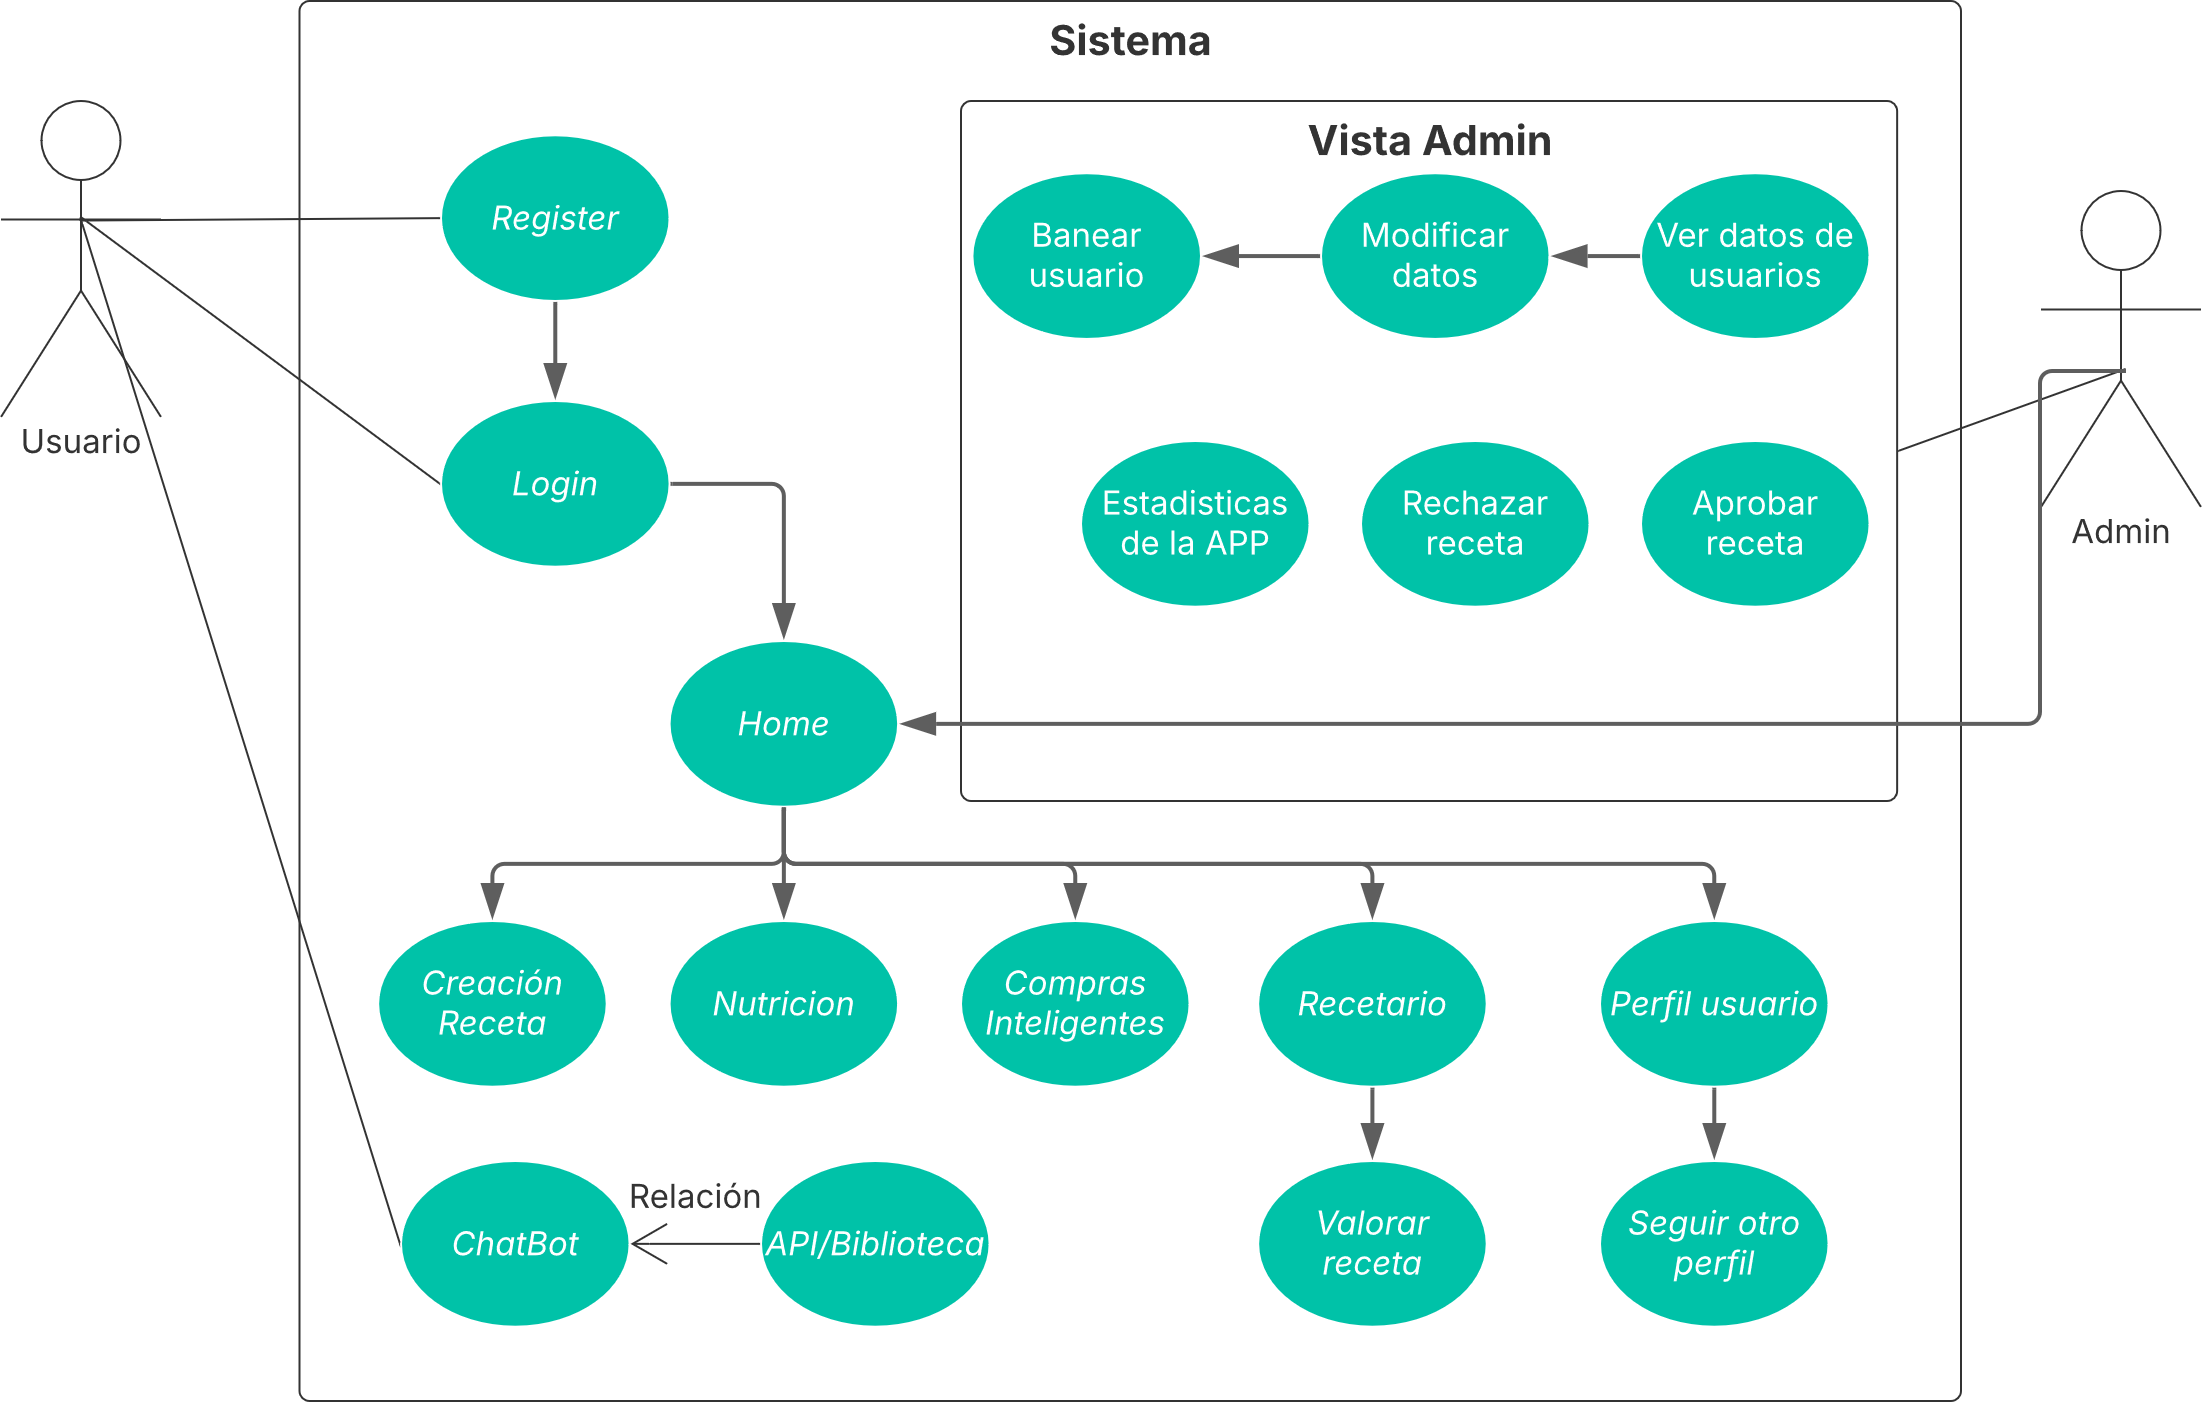 Sistema
Vista Admin
Register
Banear
usuario
Modificar
datos
Ver datos de
usuarios
Usuario
Login
Estadisticas
de la APP
Rechazar
receta
Aprobar
receta
Admin
Home
Creación
Receta
Nutricion
Compras
Inteligentes
Recetario
Perfil usuario
ChatBot
Relación
API/Biblioteca
Valorar
receta
Seguir otro
perfil